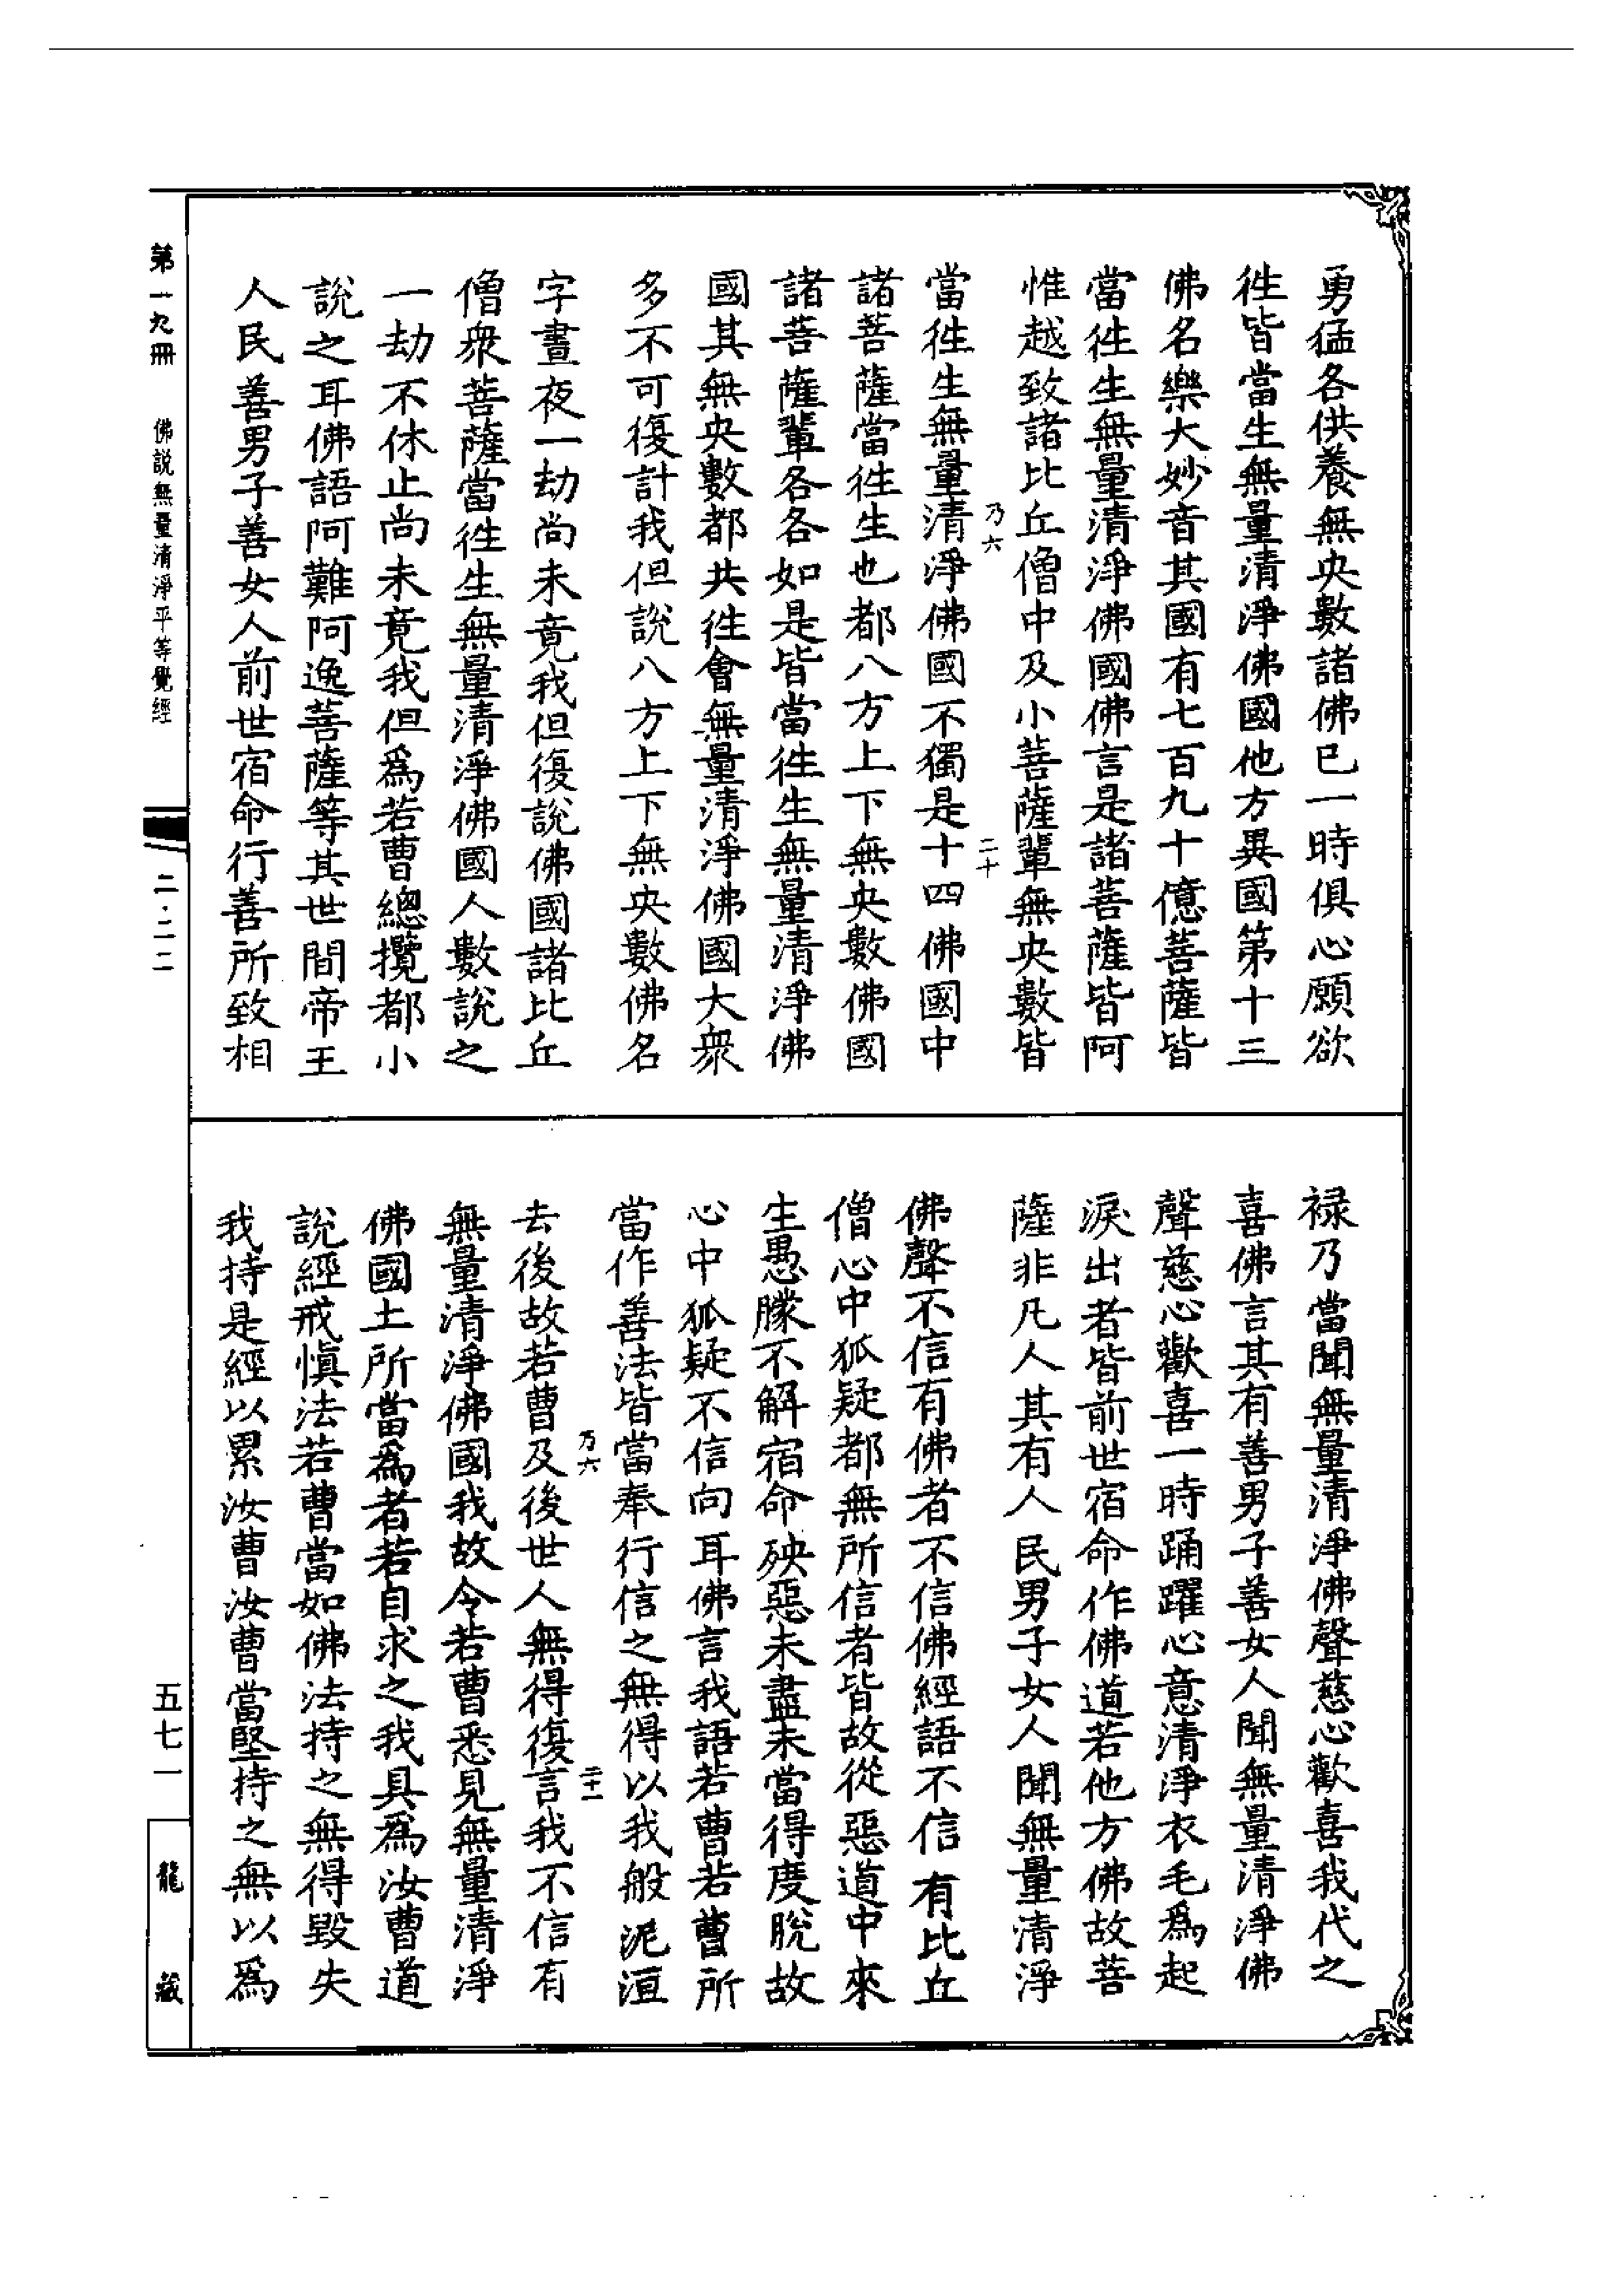 勇猛各供養無央數諸佛已一時俱心願欲
徃皆當生無量清淨佛國他方異國第十三
佛名樂大妙音其國有七百九十億菩薩皆
當徃生無量清淨佛國佛言是諸菩薩皆阿
惟越致諸比丘僧中及小菩薩輩無央數皆
乃六
二十
當徃生無量清淨佛國不獨是十四佛國中
諸菩薩當徃生也都八方上下無央數佛國
諸菩薩輩各各如是皆當徃生無量清淨佛
國其無央數都共徃會無量清淨佛國大衆
多不可復計我但說八方上下無央數佛名
字晝夜一劫尚未竟我但復說佛國諸比丘
僧衆菩薩當徃生無量清淨佛國人數說之
一劫不休止尚未竟我但爲若曹總攬都小
說之耳佛語阿難阿逸菩薩等其世間帝王
人民善男子善女人前世宿命行善所致相
禄乃當聞無量清淨佛聲慈心歡喜我代之
喜佛言其有善男子善女人聞無量清淨佛
聲慈心歡喜一時踊躍心意清淨衣毛爲起
淚出者皆前世宿命作佛道若他方佛故菩
薩非凡人其有人民男子女人聞無量清淨
佛聲不信有佛者不信佛經語不信有比丘
僧心中狐疑都無所信者皆故從惡道中來
生愚朦不解宿命殃惡未盡未當得度脫故
心中狐疑不信向耳佛言我語若曹若曹所
當作善法皆當奉行信之無得以我般泥洹
乃六
二十一
去後故若曹及後世人無得復言我不信有
無量清淨佛國我故令若曹悉見無量清淨
佛國土所當爲者若自求之我具爲汝曹道
說經戒慎法若曹當如佛法持之無得毀失
我持是經以累汝曹汝曹當堅持之無以爲
第一九冊
佛說無量清淨平等覺經
二·二二
五七一
龍藏